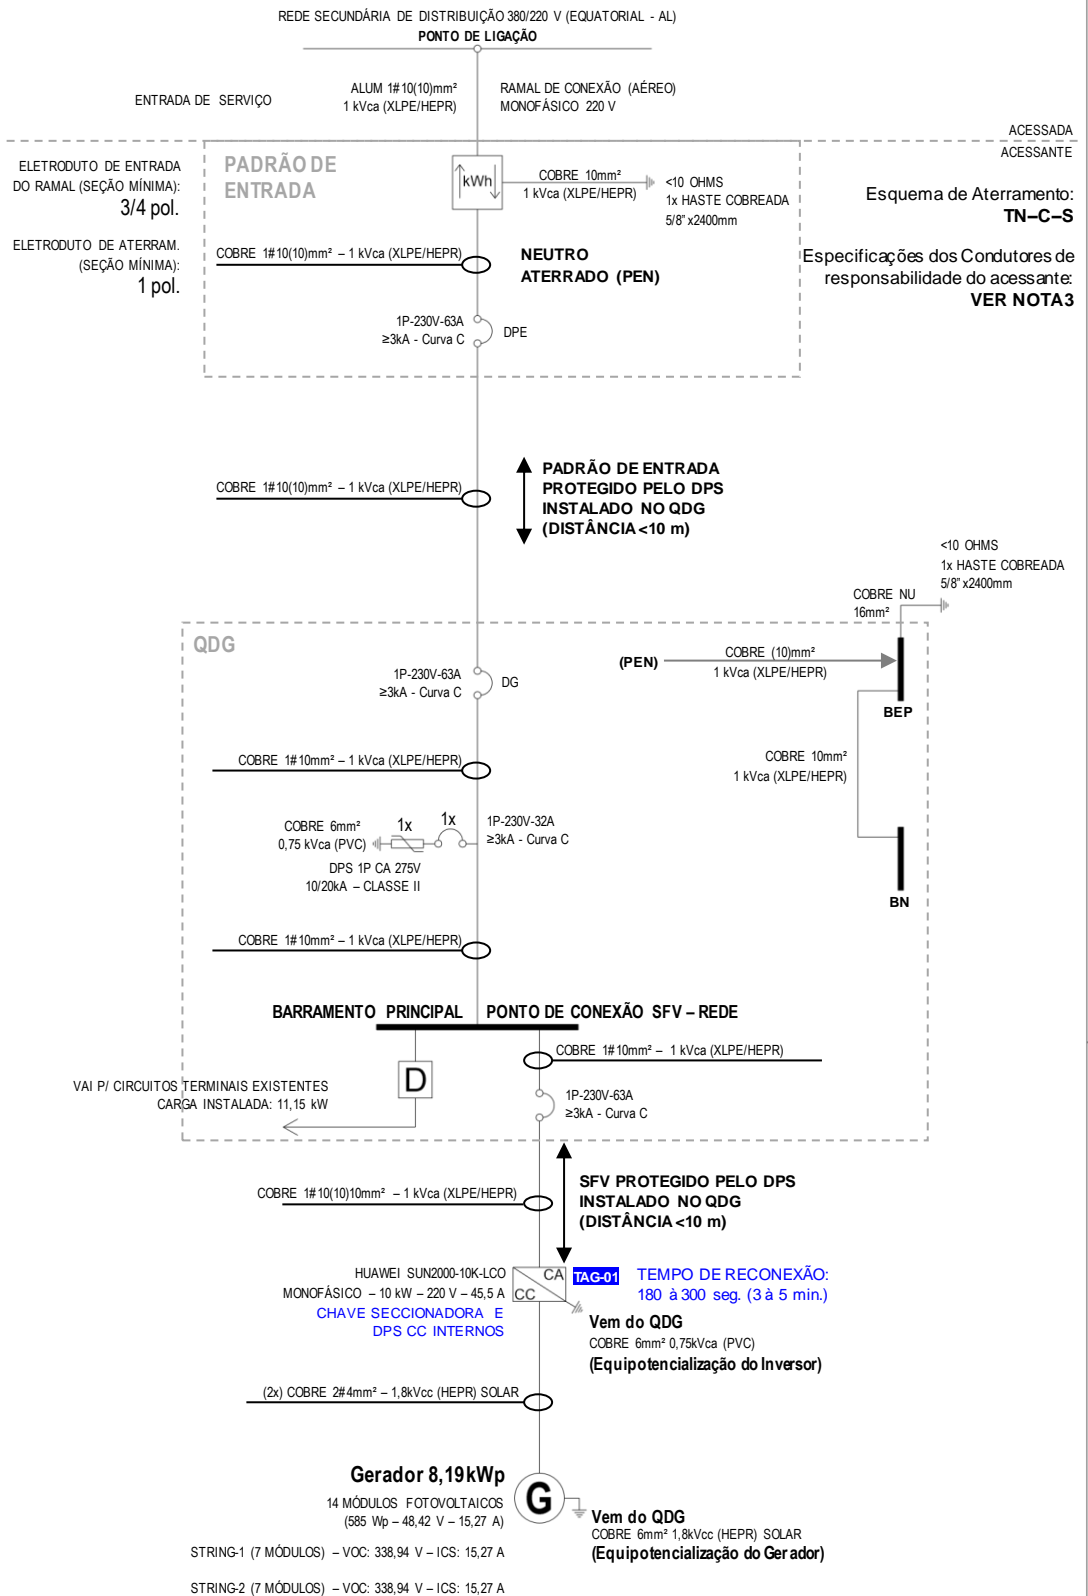 REDE SECUNDÁRIA DE DISTRIBUIÇÃO 380/220 V (EQUATORIAL - AL)
PONTO DE LIGAÇÃO
ENTRADA DE SERVIÇO
ALUM 1#10(10)mm²
1 kVca (XLPE/HEPR)
RAMAL DE CONEXÃO (AÉREO)
MONOFÁSICO 220 V
ACESSADA
ACESSANTE
ELETRODUTO DE ENTRADA
DO RAMAL (SEÇÃO MÍNIMA):
3/4 pol.
ELETRODUTO DE ATERRAM.
(SEÇÃO MÍNIMA):
1 pol.
PADRÃO DE
ENTRADA
kWh
COBRE 10mm²
1 kVca (XLPE/HEPR)
<10 OHMS
1x HASTE COBREADA
5/8" x2400mm
Esquema de Aterramento:
TN–C–S
Especificações dos Condutores de
responsabilidade do acessante:
VER NOTA3
COBRE 1#10(10)mm² – 1 kVca (XLPE/HEPR)
NEUTRO
ATERRADO (PEN)
1P-230V-63A
≥3kA - Curva C
DPE
COBRE 1#10(10)mm² – 1 kVca (XLPE/HEPR)
PADRÃO DE ENTRADA
PROTEGIDO PELO DPS
INSTALADO NO QDG
(DISTÂNCIA<10 m)
<10 OHMS
1x HASTE COBREADA
5/8" x2400mm
COBRE NU
16mm²
QDG
1P-230V-63A
≥3kA - Curva C
DG
(PEN)
COBRE (10)mm²
1 kVca (XLPE/HEPR)
BEP
COBRE 1#10mm² – 1 kVca (XLPE/HEPR)
COBRE 10mm²
1 kVca (XLPE/HEPR)
COBRE 6mm²
0,75 kVca (PVC)
1x
1x
1P-230V-32A
≥3kA - Curva C
DPS 1P CA 275V
10/20kA – CLASSE II
BN
COBRE 1#10mm² – 1 kVca (XLPE/HEPR)
BARRAMENTO PRINCIPAL
PONTO DE CONEXÃO SFV – REDE
COBRE 1#10mm² – 1 kVca (XLPE/HEPR)
D
VAI P/ CIRCUITOS TERMINAIS EXISTENTES
CARGA INSTALADA: 11,15 kW
1P-230V-63A
≥3kA - Curva C
COBRE 1#10(10)10mm² – 1 kVca (XLPE/HEPR)
SFV PROTEGIDO PELO DPS
INSTALADO NO QDG
(DISTÂNCIA<10 m)
HUAWEI SUN2000-10K-LCO
MONOFÁSICO – 10 kW – 220 V – 45,5 A
CHAVE SECCIONADORA E
DPS CC INTERNOS
CA
CC
TAG-01
TEMPO DE RECONEXÃO:
180 à 300 seg. (3 à 5 min.)
Vem do QDG
COBRE 6mm² 0,75kVca (PVC)
(Equipotencialização do Inversor)
(2x) COBRE 2#4mm² – 1,8kVcc (HEPR) SOLAR
Gerador 8,19kWp
14 MÓDULOS FOTOVOLTAICOS
(585 Wp – 48,42 V – 15,27 A)
G
Vem do QDG
COBRE 6mm² 1,8kVcc (HEPR) SOLAR
(Equipotencialização do Gerador)
STRING-1 (7 MÓDULOS) – VOC: 338,94 V – ICS: 15,27 A
STRING-2 (7 MÓDULOS) – VOC: 338,94 V – ICS: 15,27 A